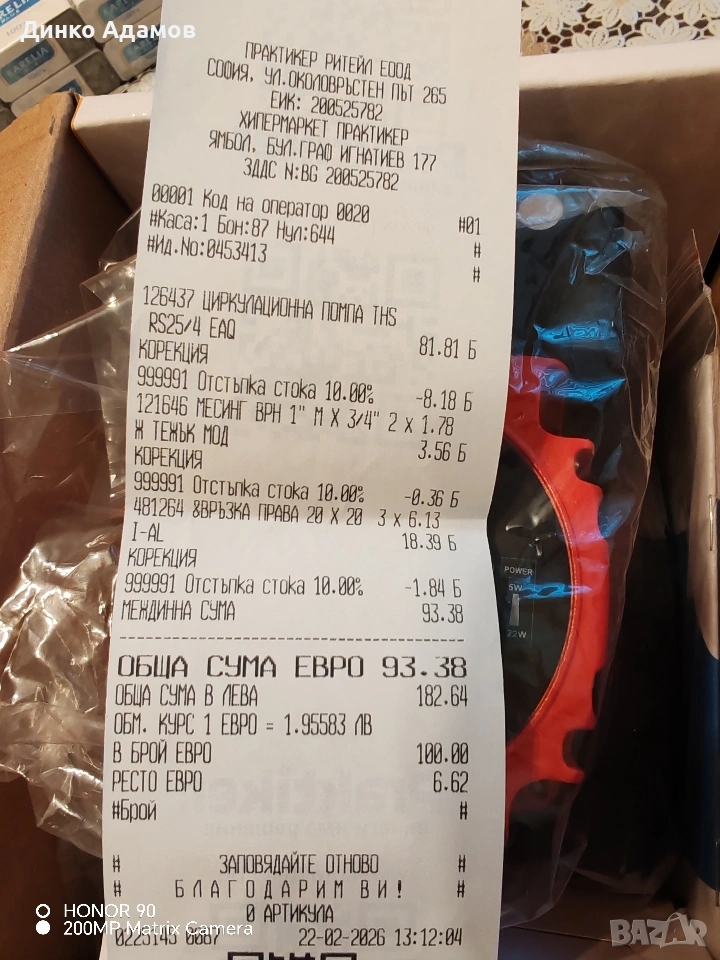 Динко Адамов
ПРАКТИКЕР РИТЕЙЛ ЕООД
СОФИЯ, УЛ.ОКОЛОВРЪСТЕН ПЪТ 265
ЕИК: 200525782
ХИПЕРМАРКЕТ ПРАКТИКЕР
ЯМБОЛ, БУЛ.ГРАФ ИГНАТИЕВ 177
ЗДДС N:BG 200525782
00001 Код на оператор 0020 #01
#Каса:1 Бон:87 Нул:644 #
#Ид.No:0453413 #
126437 ЦИРКУЛАЦИОННА ПОМПА THS
RS25/4 EAQ 81.81 Б
КОРЕКЦИЯ
999991 Отстъпка стока 10.00% -8.18 Б
121646 МЕСИНГ ВРН 1" М X 3/4" 2 x 1.78
Ж ТЕЖЪК МОД 3.56 Б
КОРЕКЦИЯ
999991 Отстъпка стока 10.00% -0.36 Б
481264 &ВРЪЗКА ПРАВА 20 X 20 3 x 6.13
I-AL 18.39 Б
КОРЕКЦИЯ
999991 Отстъпка стока 10.00% -1.84 Б
МЕЖДИННА СУМА 93.38
ОБЩА СУМА ЕВРО 93.38
ОБЩА СУМА В ЛЕВА 182.64
ОБМ. КУРС 1 ЕВРО = 1.95583 ЛВ
В БРОЙ ЕВРО 100.00
РЕСТО ЕВРО 6.62
#Брой #
# ЗАПОВЯДАЙТЕ ОТНОВО #
# БЛАГОДАРИМ ВИ! #
0 АРТИКУЛА
0225143 0087 22-02-2026 13:12:04
POWER
5W
22W
HONOR 90
200MP Matrix Camera
BAZAR